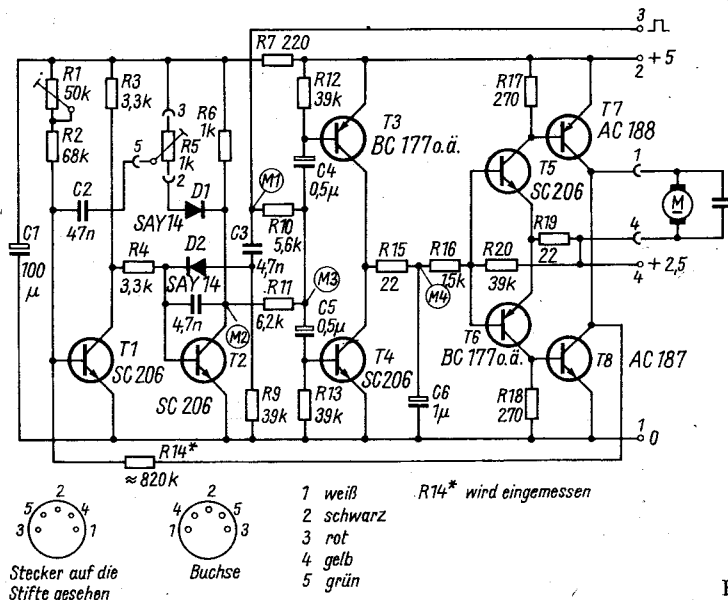 3
R7 220
+5
2
R1
50k
R2
68k
R3
3,3k
3
5
R5
1k
2
R6
1k
R12
39k
T3
BC 177 o.ä.
R17
270
T7
AC 188
C4
0,5µ
T5
SC 206
1
M
C2
47n
D1
SAY 14
M1
R10
5,6k
C1
100
µ
R4
3,3k
D2
SAY 14
C3
4,7n
R11
6,2k
M3
R15
22
R16
15k
M4
R19
22
R20
39k
4
+2,5
4
4,7n
M2
C5
0,5µ
T1
SC 206
T2
SC 206
T4
SC 206
T6
BC 177 o.ä.
T8
AC 187
R9
39k
R13
39k
C6
1µ
R18
270
1
0
R14*
≈820k
R14* wird eingemessen
5 2 4
3 1
Stecker auf die
Stifte gesehen
4 2 5
1 3
Buchse
1 weiß
2 schwarz
3 rot
4 gelb
5 grün